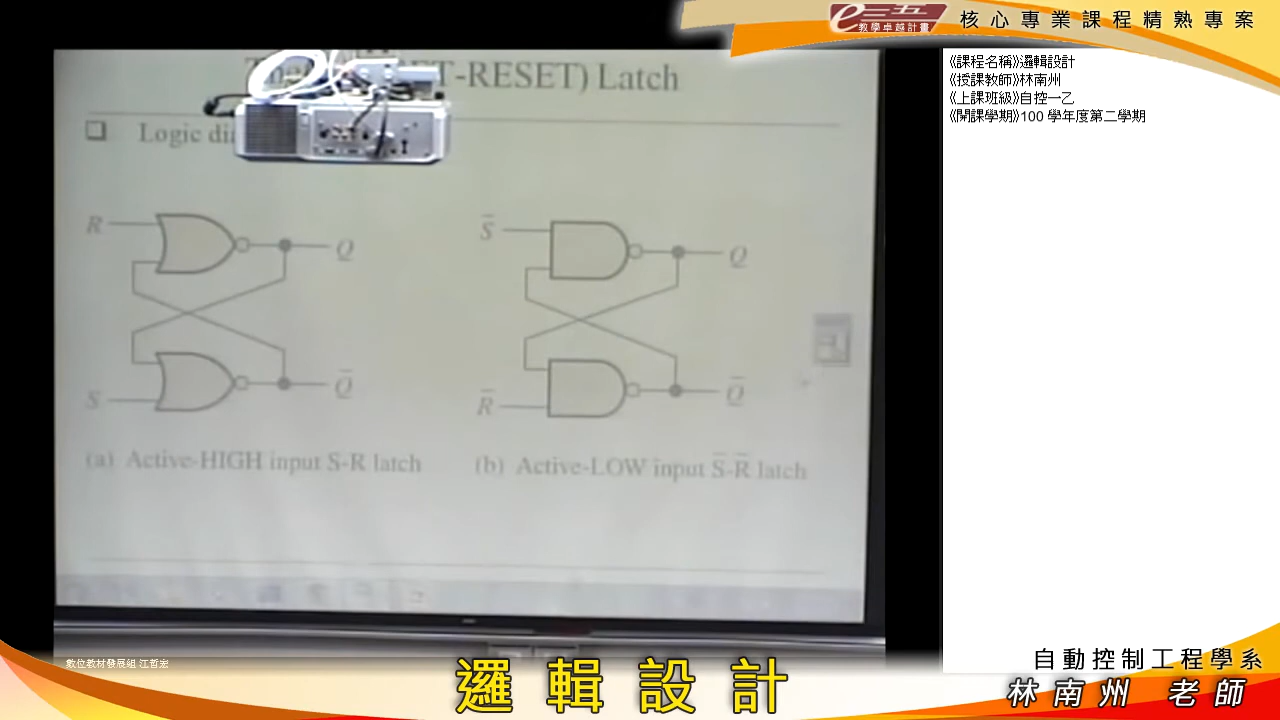 e三五
教學卓越計畫
核心專業課程精熟專案
《課程名稱》邏輯設計
《授課教師》林南州
《上課班級》自控一乙
《開課學期》100 學年度第二學期
T-RESET) Latch
Logic
R
Q
S
Q̅
(a) Active-HIGH input S-R latch
S̅
Q
R̅
Q̅
(b) Active-LOW input S̅-R̅ latch
數位教材發展組 江哲宏
邏輯設計
自動控制工程學系
林南州 老師